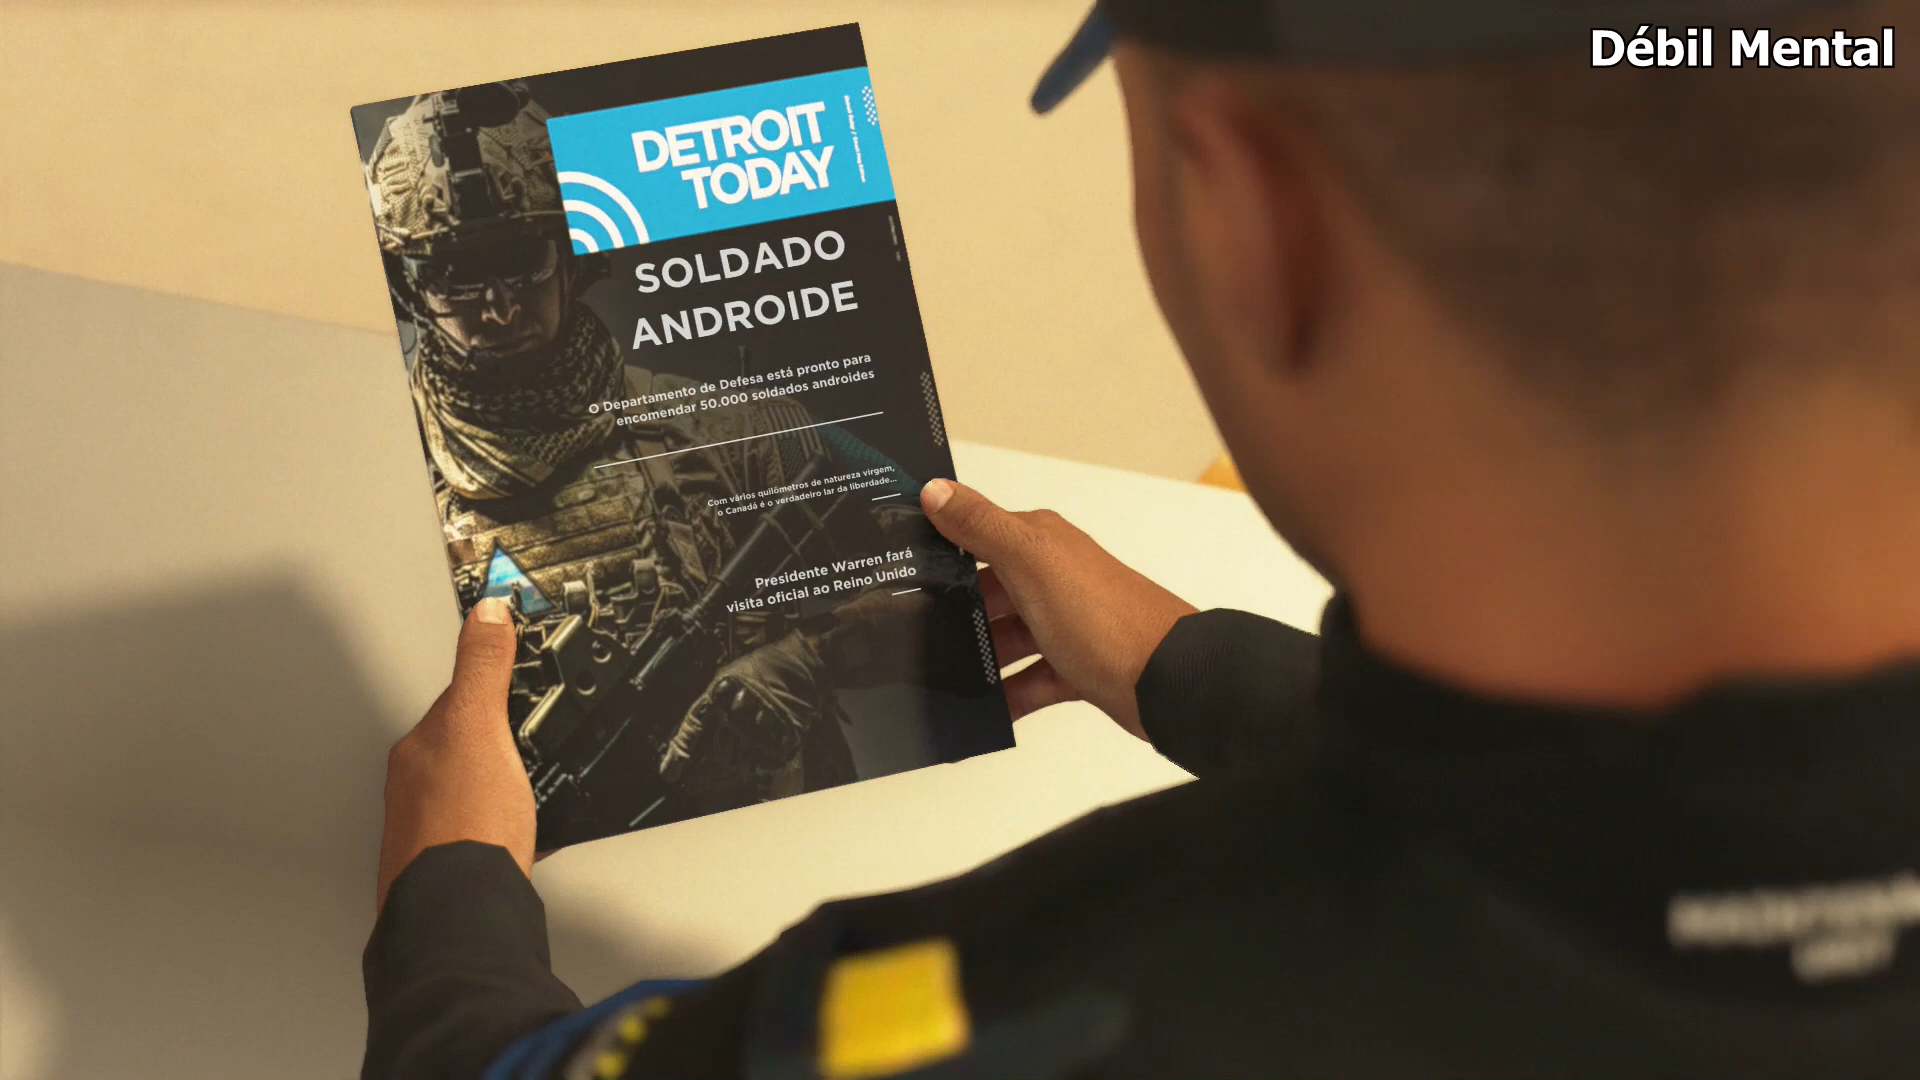 Débil Mental
DETROIT
TODAY
SOLDADO
ANDROIDE
O Departamento de Defesa está pronto para
encomendar 50.000 soldados androides
Com vários quilómetros de natureza virgem,
o Canadá é o verdadeiro lar da liberdade...
Presidente Warren fará
visita oficial ao Reino Unido